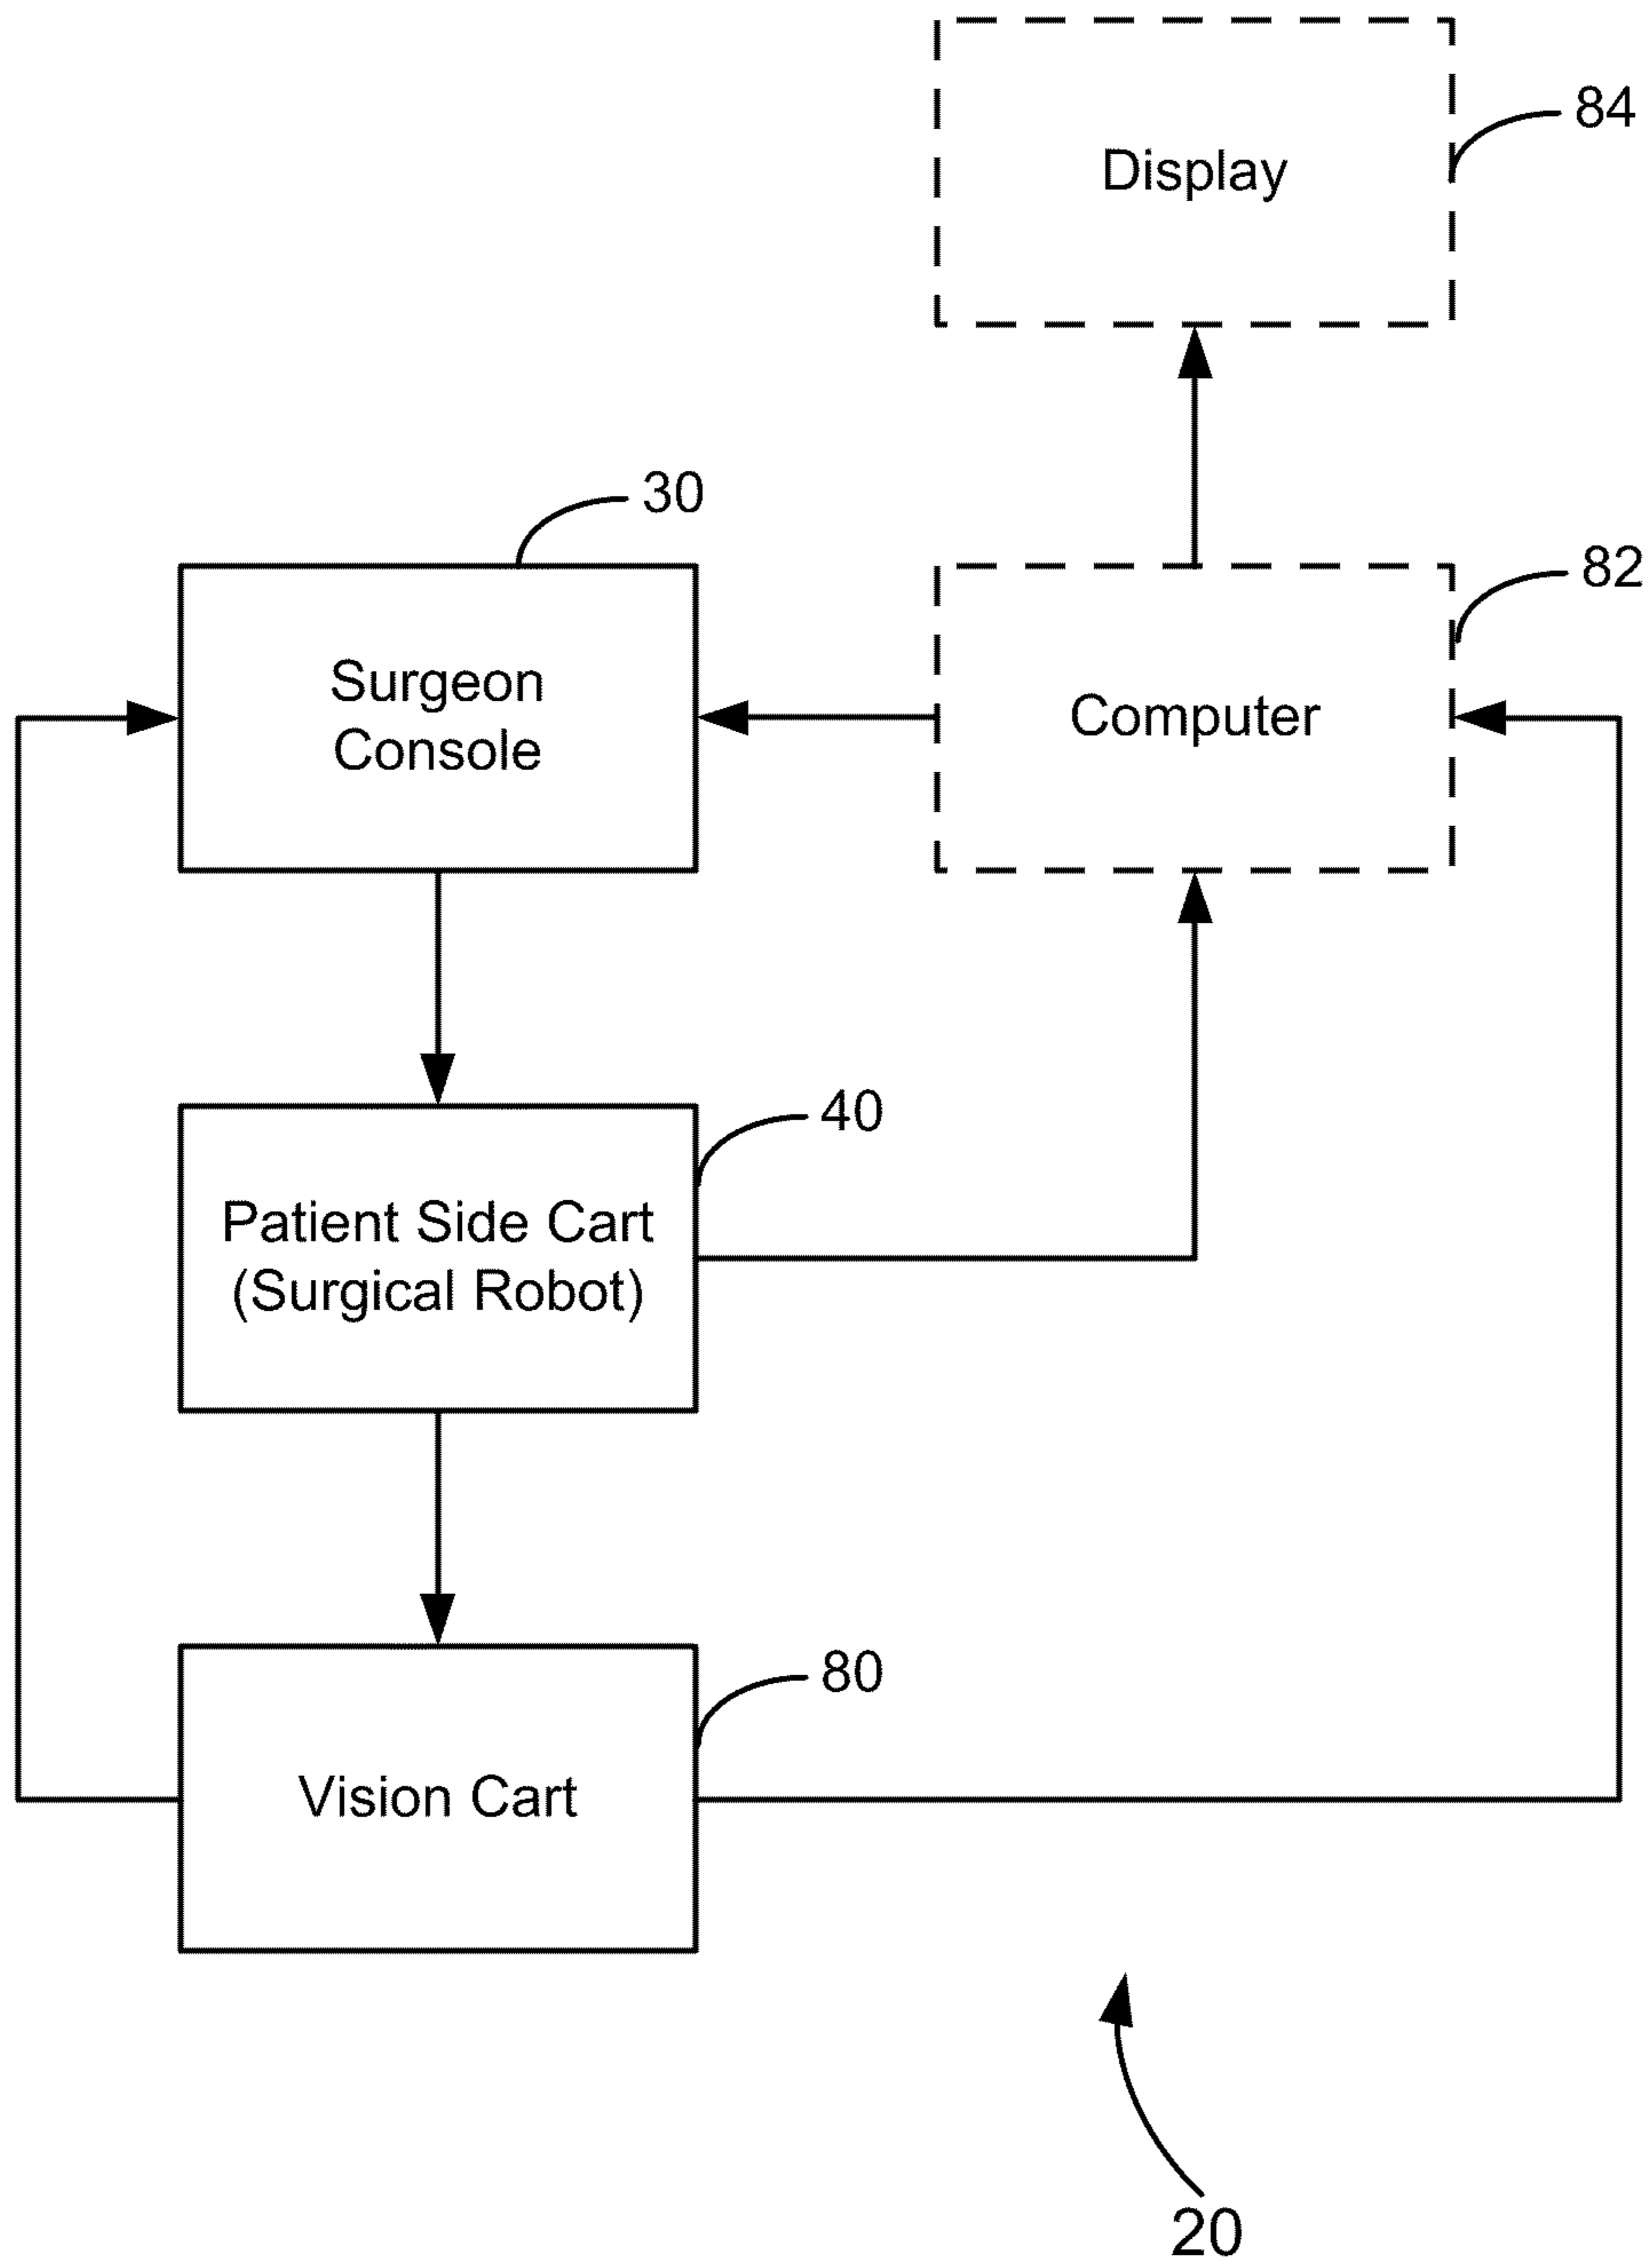 84
Display
30
82
Surgeon
Console
Computer
40
Patient Side Cart
(Surgical Robot)
80
Vision Cart
20